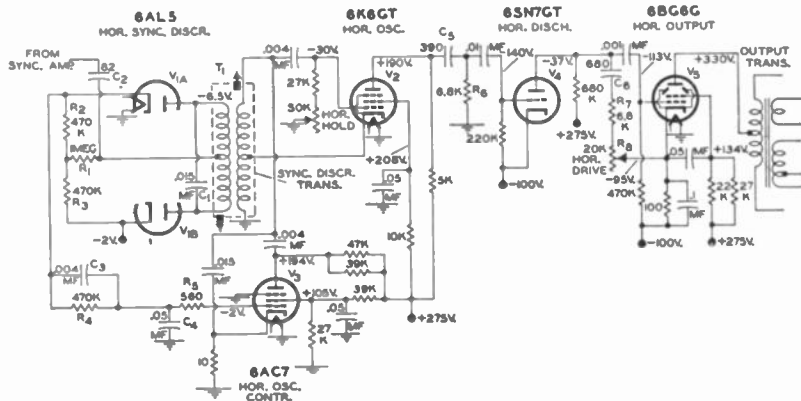 6AL5
HOR. SYNC. DISCR.
6K6GT
HOR. OSC.
6SN7GT
HOR. DISCH.
6BG6G
HOR. OUTPUT
FROM
SYNC. AMP.
82
C2
V1A
T1
-6.5V.
.004
MF
-30V.
+190V.
V2
C5
390
.01
MF
-140V.
-37V.
V4
680
.001
MF
-113V.
+330V.
V5
OUTPUT
TRANS.
R2
470
K
1MEG
R1
470K
R3
27K
50K
HOR.
HOLD
6.8K
R6
220K
680
K
+275V.
C6
R7
6.8
K
20K
HOR.
DRIVE
R8
.05
MF
+134V.
.015
MF
C1
SYNC. DISCR.
TRANS.
+208V.
.05
MF
5K
-100V.
-95V.
470K
100
.1
MF
22
K
27
K
-2V.
V1B
.004
MF
10K
-100V.
+275V.
.004
MF
C3
470K
R4
.015
MF
R5
560
+194V.
V3
47K
39K
39K
.05
MF
C4
-2V.
+105V.
27
K
.05
MF
+275V.
10
6AC7
HOR. OSC.
CONTR.